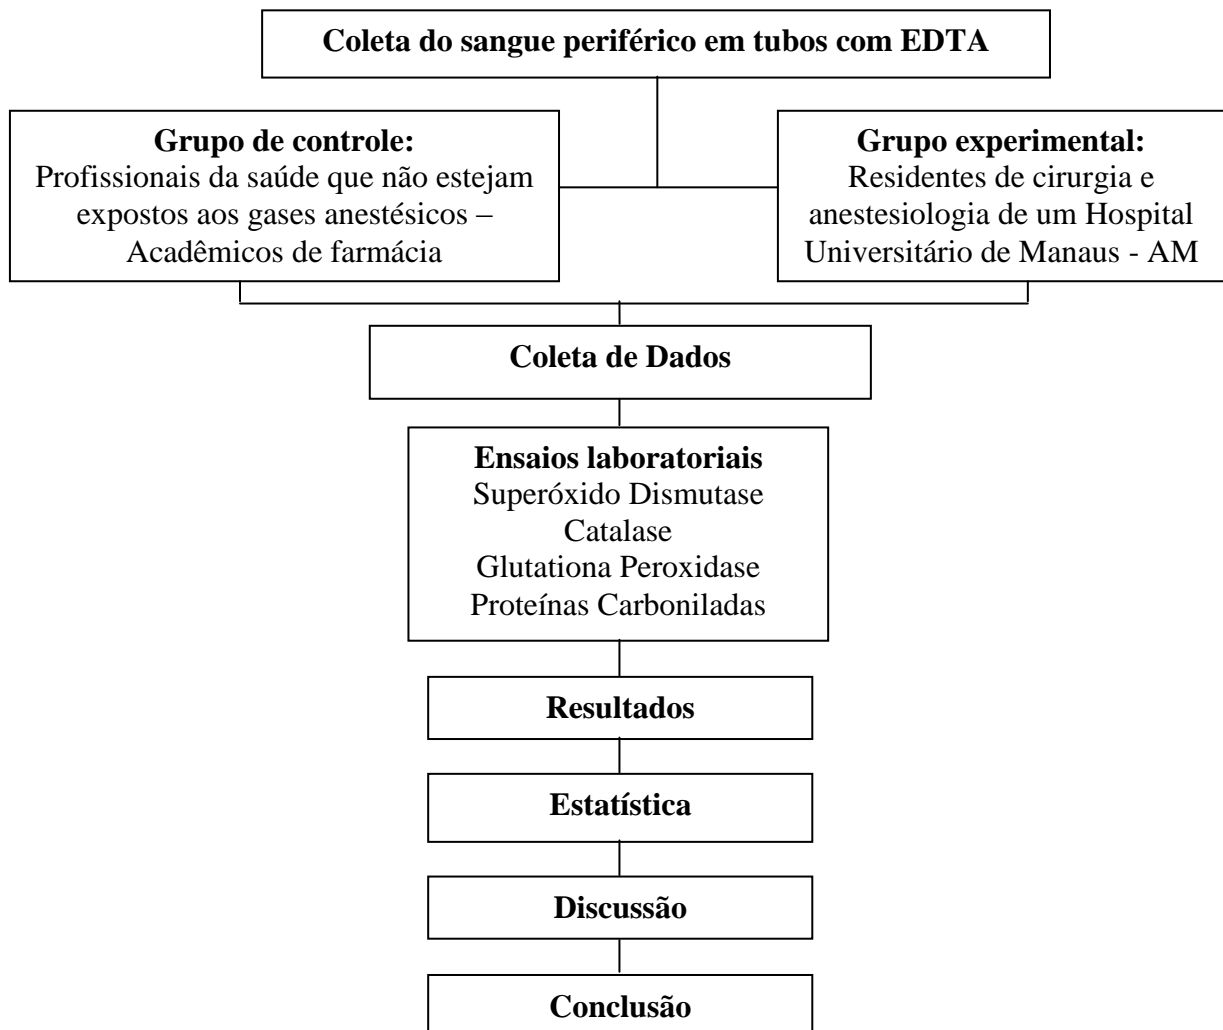 Coleta do sangue periférico em tubos com EDTA
Grupo de controle:
Profissionais da saúde que não estejam
expostos aos gases anestésicos –
Acadêmicos de farmácia
Grupo experimental:
Residentes de cirurgia e
anestesiologia de um Hospital
Universitário de Manaus - AM
Coleta de Dados
Ensaios laboratoriais
Superóxido Dismutase
Catalase
Glutationa Peroxidase
Proteínas Carboniladas
Resultados
Estatística
Discussão
Conclusão